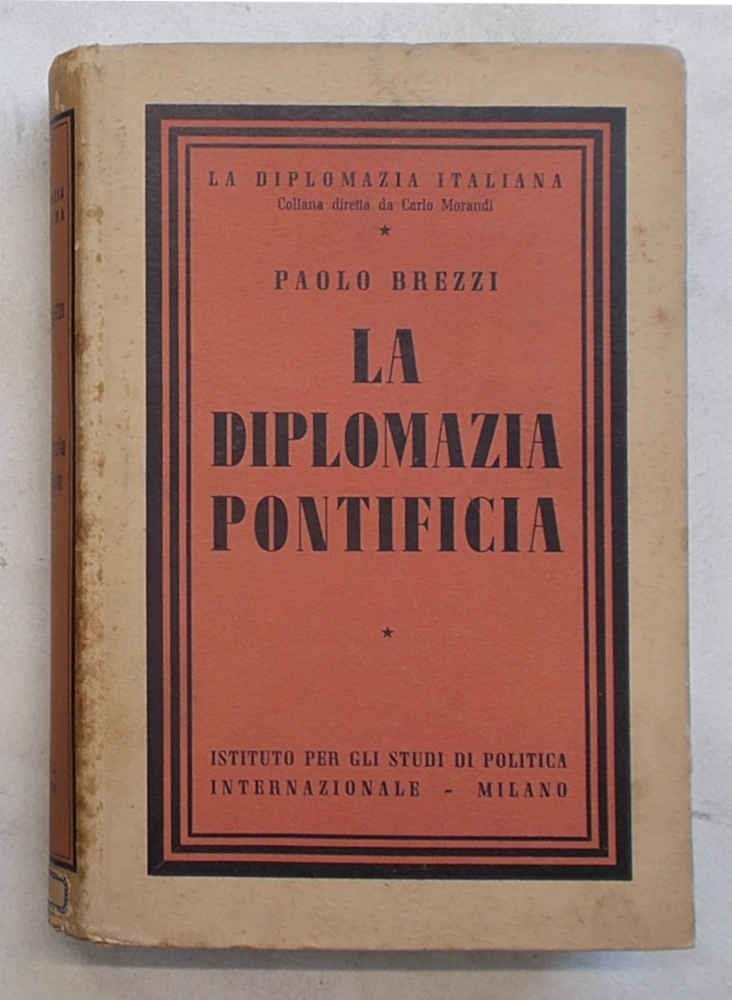 LA DIPLOMAZIA ITALIANA
Collana diretta da Carlo Morandi
PAOLO BREZZI
LA
DIPLOMAZIA
PONTIFICIA
ISTITUTO PER GLI STUDI DI POLITICA
INTERNAZIONALE - MILANO